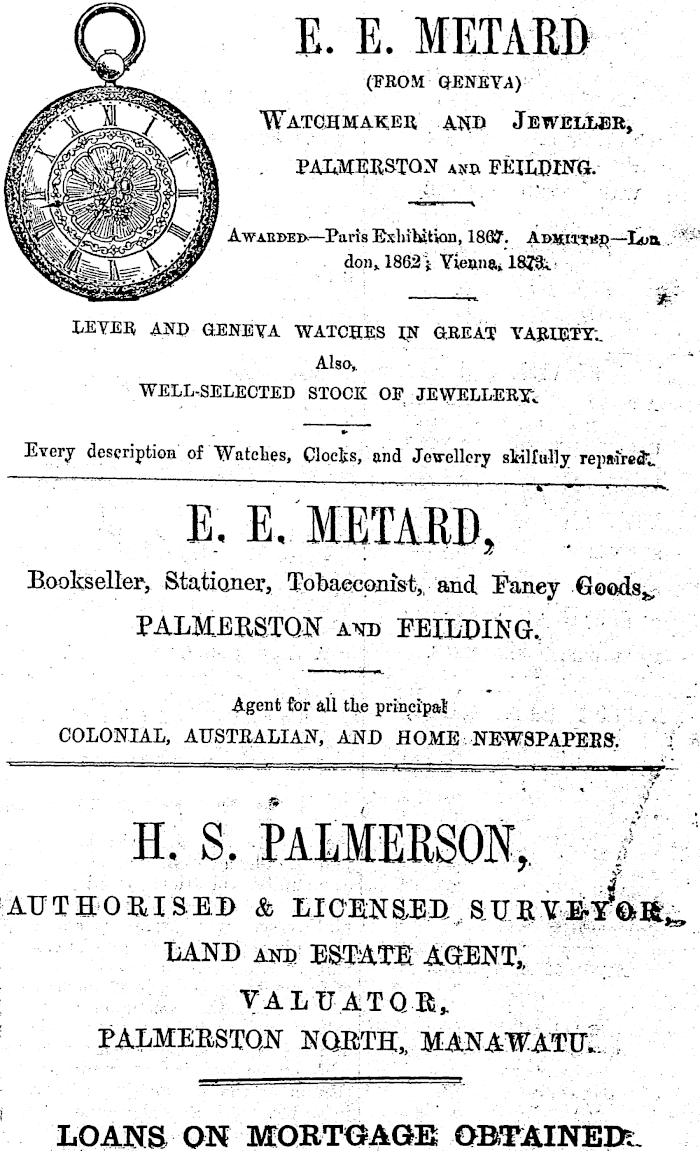 E. E. METARD
(FROM GENEVA)
WATCHMAKER AND JEWELLER,
PALMERSTON AND FEILDING.
AWARDED—Paris Exhibition, 1867. ADMITTED—Lon
don, 1862; Vienna, 1873.
LEVER AND GENEVA WATCHES IN GREAT VARIETY.
Also,
WELL-SELECTED STOCK OF JEWELLERY.
Every description of Watches, Clocks, and Jewellery skilfully repaired.
E. E. METARD,
Bookseller, Stationer, Tobacconist, and Fancy Goods,
PALMERSTON AND FEILDING.
Agent for all the principal
COLONIAL, AUSTRALIAN, AND HOME NEWSPAPERS.
H. S. PALMERSON,
AUTHORISED & LICENSED SURVEYOR,
LAND AND ESTATE AGENT,
VALUATOR,
PALMERSTON NORTH, MANAWATU.
LOANS ON MORTGAGE OBTAINED.